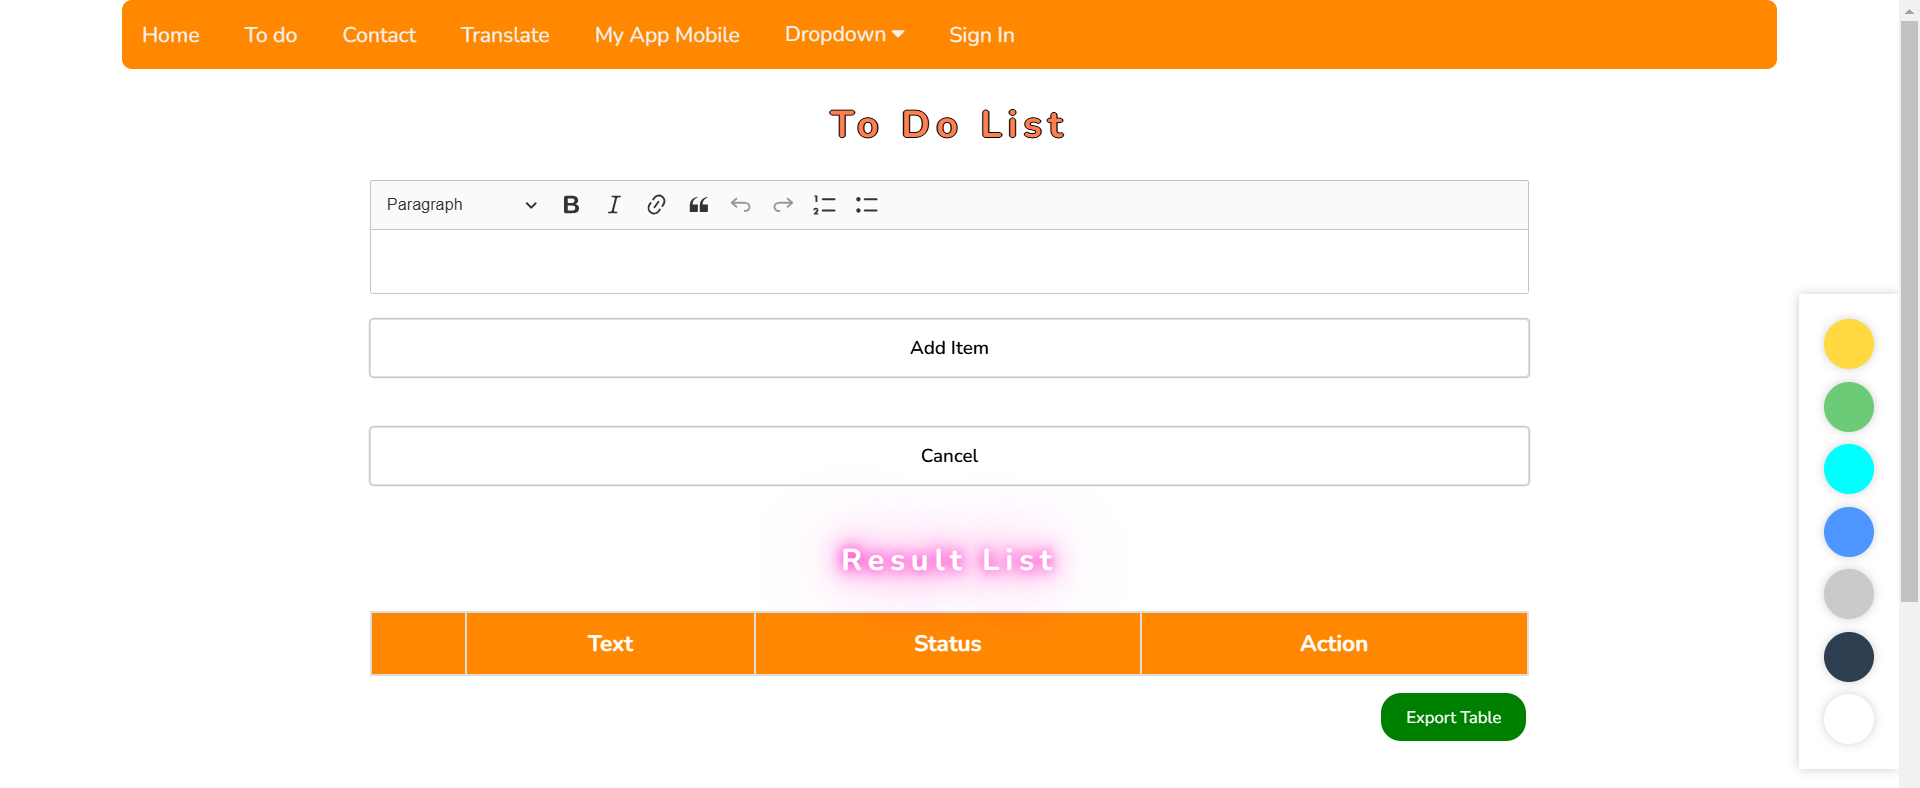 Home To do Contact Translate My App Mobile Dropdown Sign In
To Do List
Paragraph
Add Item
Cancel
Result List
Text Status Action
Export Table